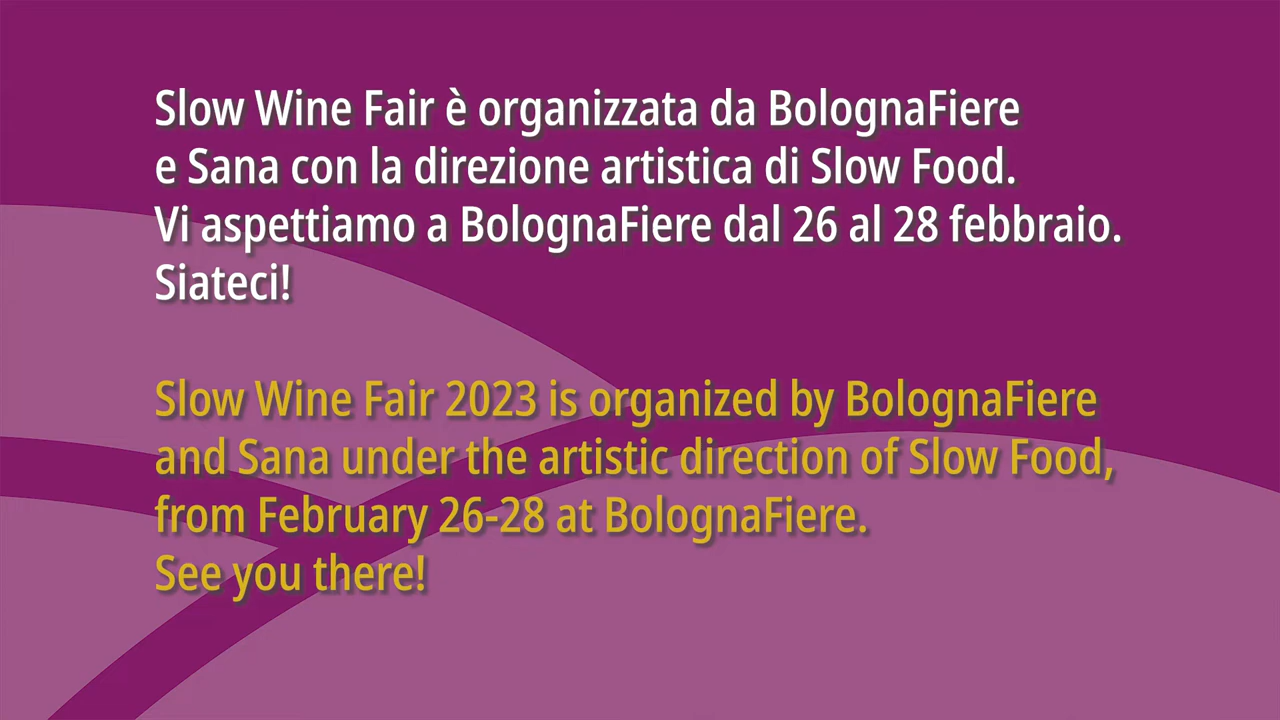 Slow Wine Fair è organizzata da BolognaFiere
e Sana con la direzione artistica di Slow Food.
Vi aspettiamo a BolognaFiere dal 26 al 28 febbraio.
Siateci!
Slow Wine Fair 2023 is organized by BolognaFiere
and Sana under the artistic direction of Slow Food,
from February 26-28 at BolognaFiere.
See you there!